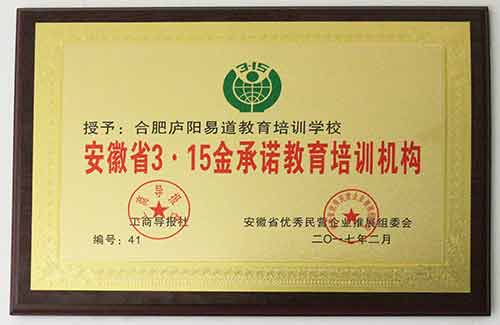 3·15
授予：合肥庐阳易道教育培训学校
安徽省3·15金承诺教育培训机构
工商导报社
安徽省优秀民营企业推展组委会
编号：41
二〇一七年二月